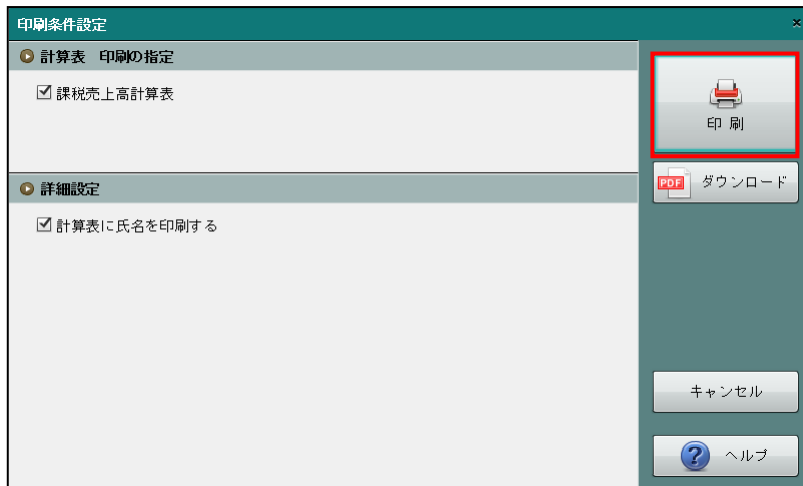 印刷条件設定
×
計算表 印刷の指定
課税売上高計算表
印 刷
PDF ダウンロード
詳細設定
計算表に氏名を印刷する
キャンセル
? ヘルプ